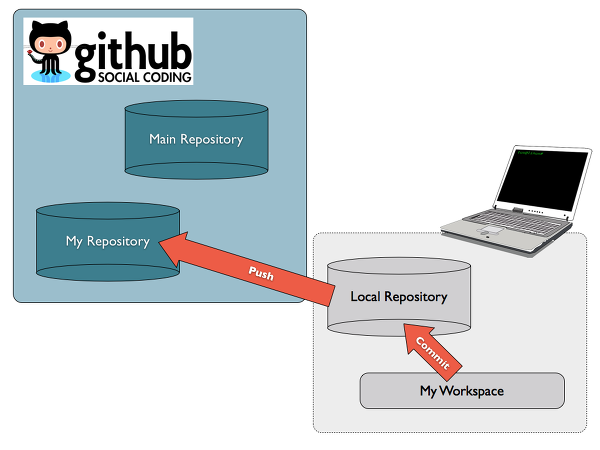 github
SOCIAL CODING
Main Repository
My Repository
Push
Local Repository
Commit
My Workspace